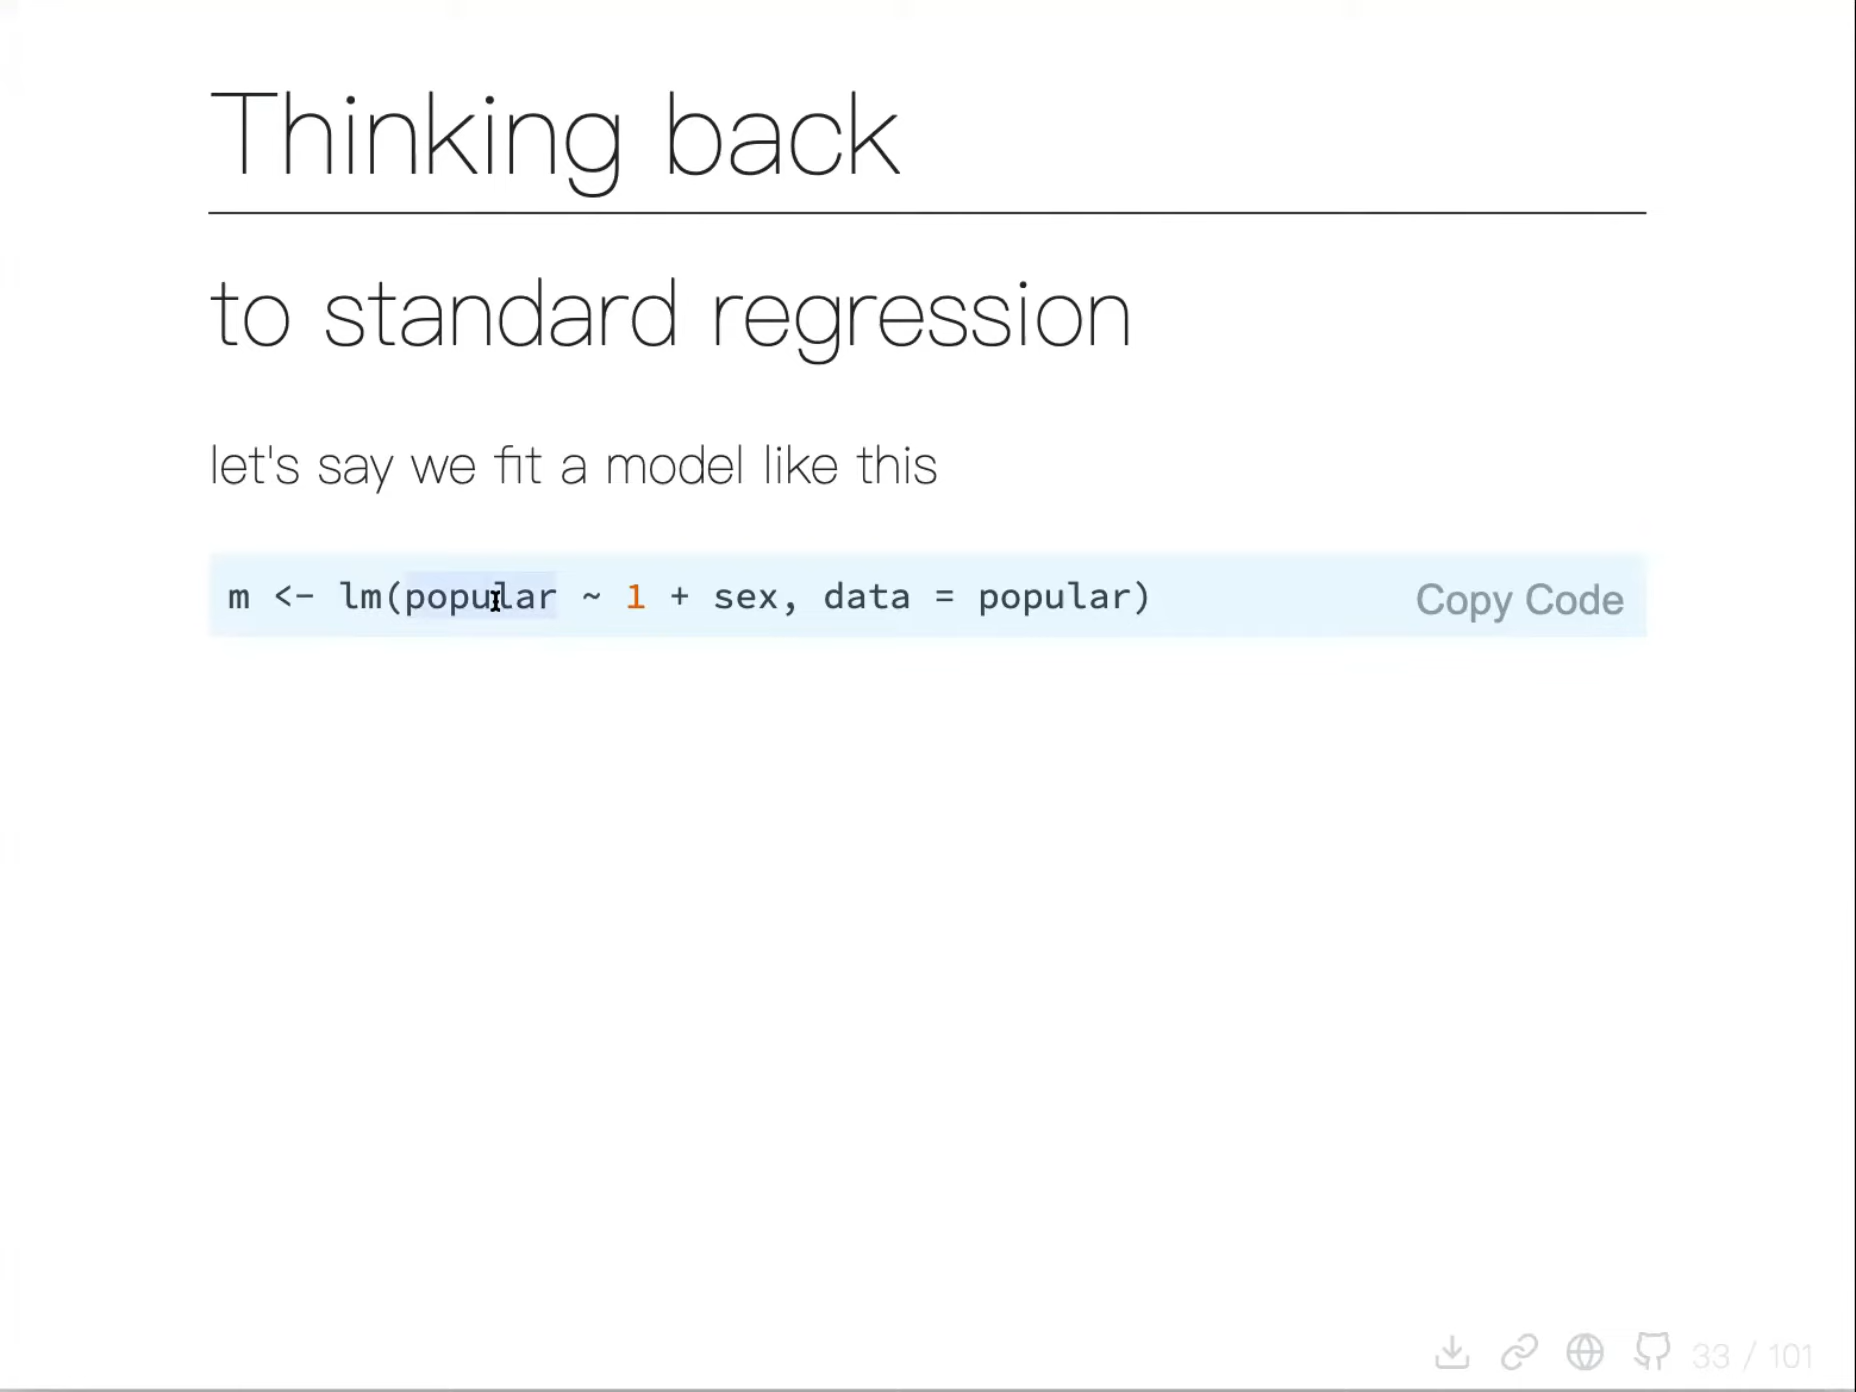 Thinking back
to standard regression
let's say we fit a model like this
m <- lm(popular ~ 1 + sex, data = popular)
Copy Code
33 / 101